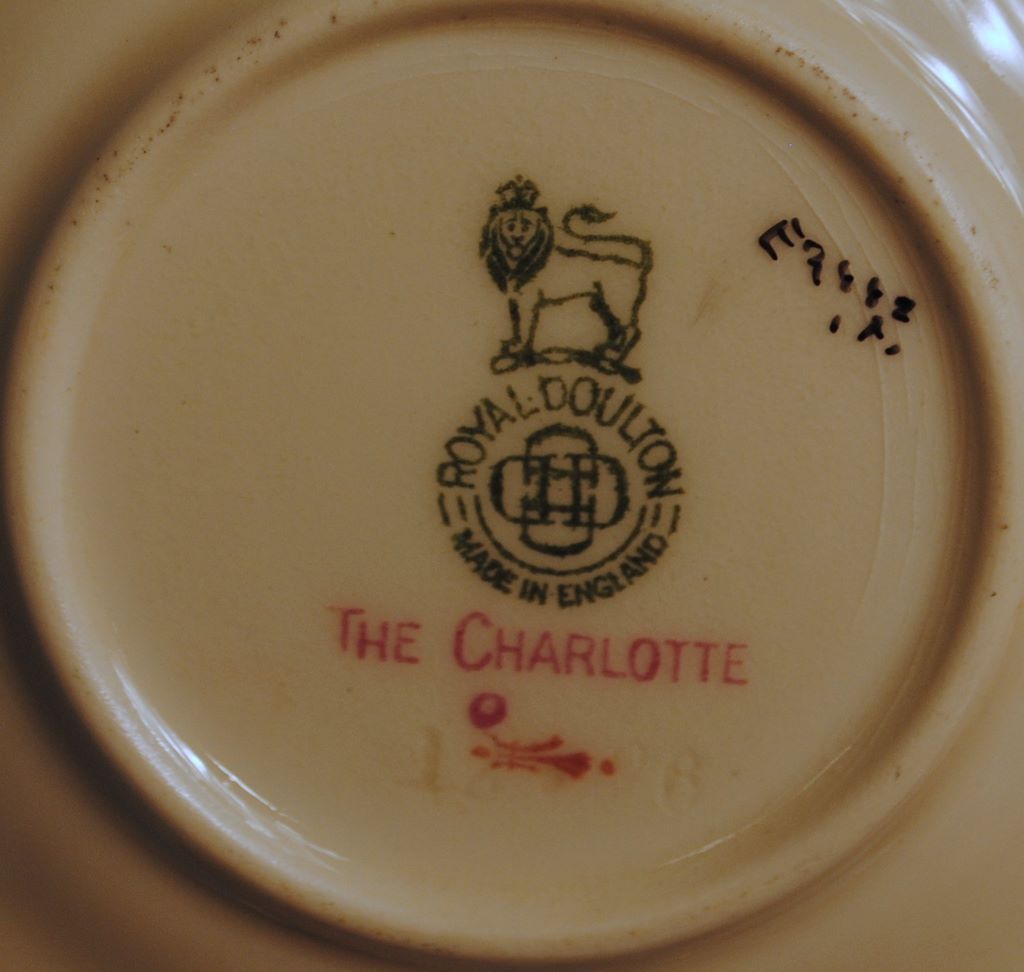 ROYAL DOULTON
MADE IN ENGLAND
THE CHARLOTTE